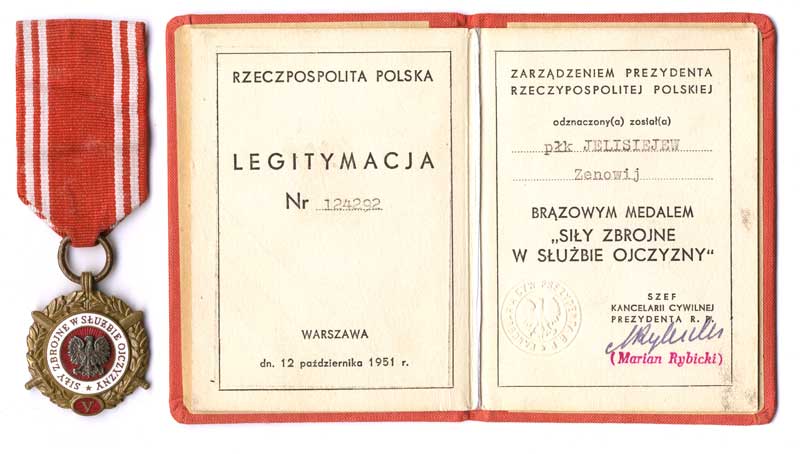 SIŁY ZBROJNE W SŁUŻBIE OJCZYZNY
V
RZECZPOSPOLITA POLSKA
LEGITYMACJA
Nr 124292
WARSZAWA
dn. 12 października 1951 r.
ZARZĄDZENIEM PREZYDENTA
RZECZYPOSPOLITEJ POLSKIEJ
odznaczony(a) został(a)
płk JELISIEJEW
Zenowij
BRĄZOWYM MEDALEM
„SIŁY ZBROJNE
W SŁUŻBIE OJCZYZNY“
SZEF
KANCELARII CYWILNEJ
PREZYDENTA R. P.
MRybicki
(Marian Rybicki)